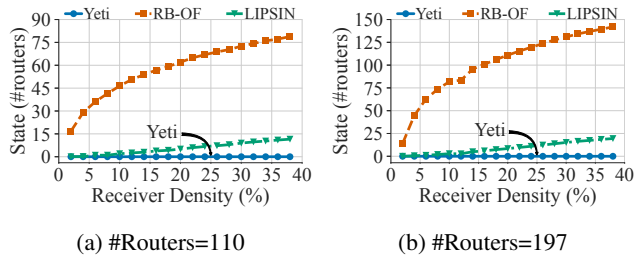 Yeti RB-OF LIPSIN
State (#routers)
90
75
60
45
30
15
0
Yeti
0 5 10 15 20 25 30 35 40
Receiver Density (%)
(a) #Routers=110
Yeti RB-OF LIPSIN
State (#routers)
150
125
100
75
50
25
0
Yeti
0 5 10 15 20 25 30 35 40
Receiver Density (%)
(b) #Routers=197